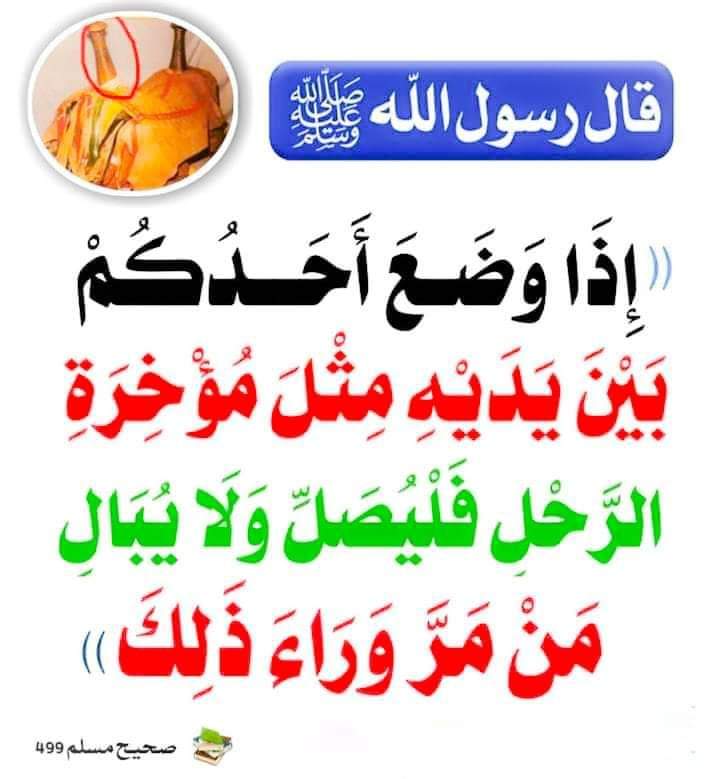 قال رسول الله ﷺ
((إِذَا وَضَعَ أَحَدُكُمْ
بَيْنَ يَدَيْهِ مِثْلَ مُؤْخِرَةِ
الرَّحْلِ فَلْيُصَلِّ وَلَا يُبَالِ
مَنْ مَرَّ وَرَاءَ ذَلِكَ))
صحيح مسلم 499